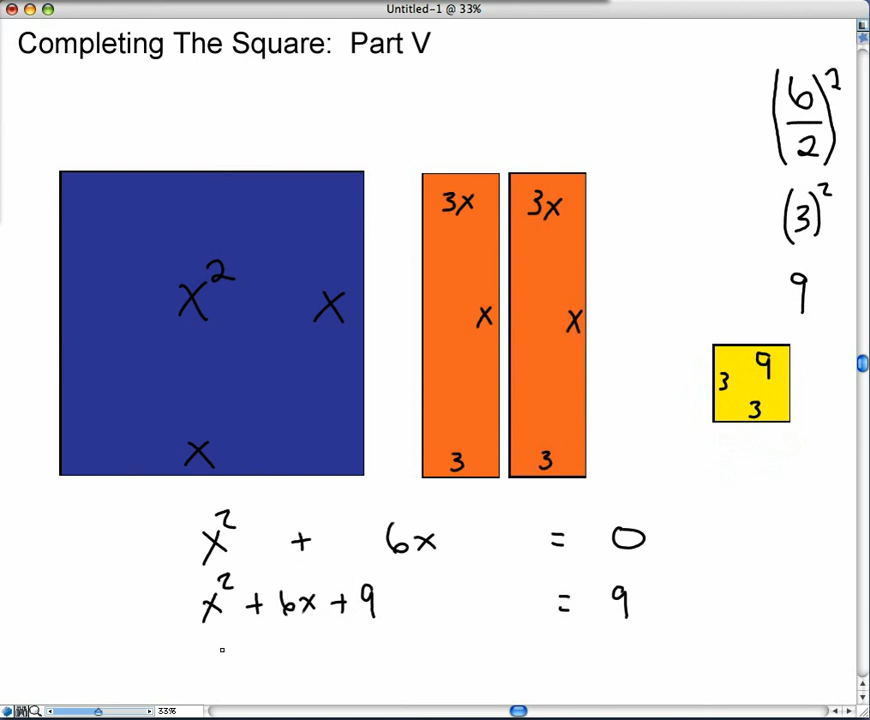 Untitled-1 @ 33%
Completing The Square: Part V
(6/2)²
(3)²
9
x²
x
x
3x
x
3
3x
x
3
9
3
3
x² + 6x = 0
x² + 6x + 9 = 9
33%